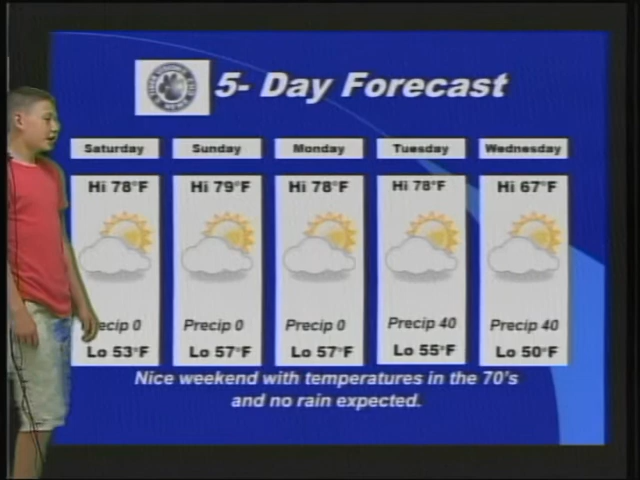 5- Day Forecast
Saturday Sunday Monday Tuesday Wednesday
Hi 78°F Hi 79°F Hi 78°F Hi 78°F Hi 67°F
Precip 0 Precip 0 Precip 40 Precip 40
Lo 53°F Lo 57°F Lo 57°F Lo 55°F Lo 50°F
Nice weekend with temperatures in the 70's
and no rain expected.